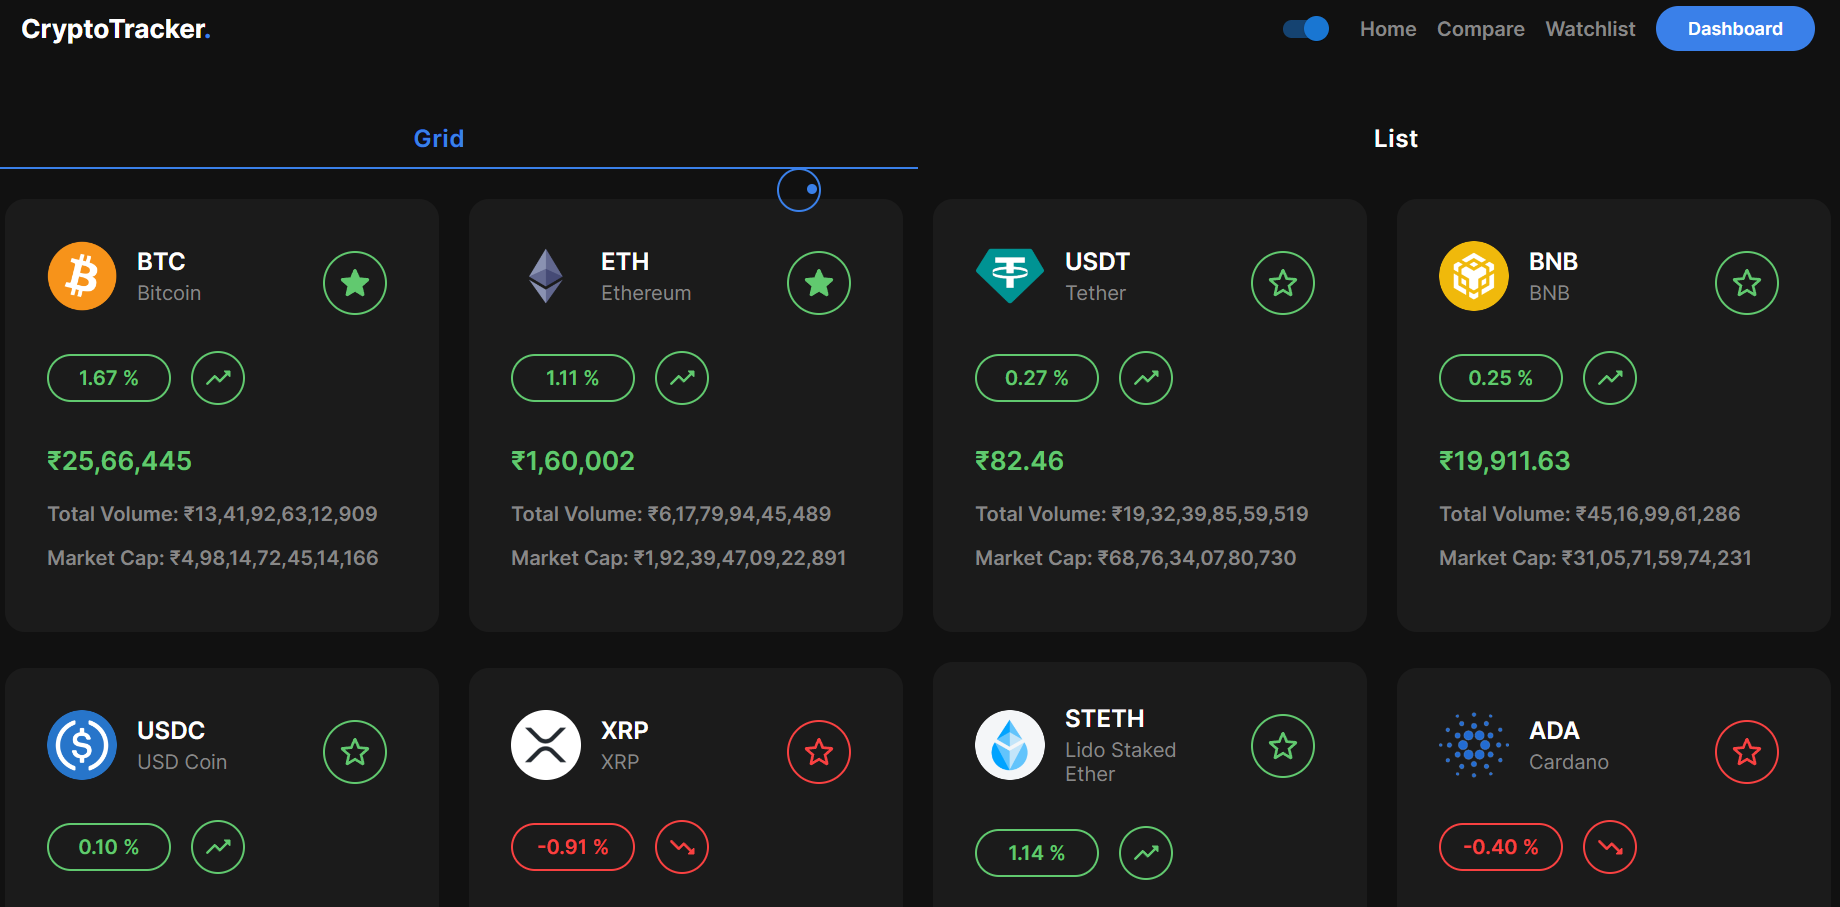 CryptoTracker.
Home Compare Watchlist Dashboard
Grid
List
BTC
Bitcoin
1.67 %
₹25,66,445
Total Volume: ₹13,41,92,63,12,909
Market Cap: ₹4,98,14,72,45,14,166
ETH
Ethereum
1.11 %
₹1,60,002
Total Volume: ₹6,17,79,94,45,489
Market Cap: ₹1,92,39,47,09,22,891
USDT
Tether
0.27 %
₹82.46
Total Volume: ₹19,32,39,85,59,519
Market Cap: ₹68,76,34,07,80,730
BNB
BNB
0.25 %
₹19,911.63
Total Volume: ₹45,16,99,61,286
Market Cap: ₹31,05,71,59,74,231
USDC
USD Coin
0.10 %
XRP
XRP
-0.91 %
STETH
Lido Staked
Ether
1.14 %
ADA
Cardano
-0.40 %